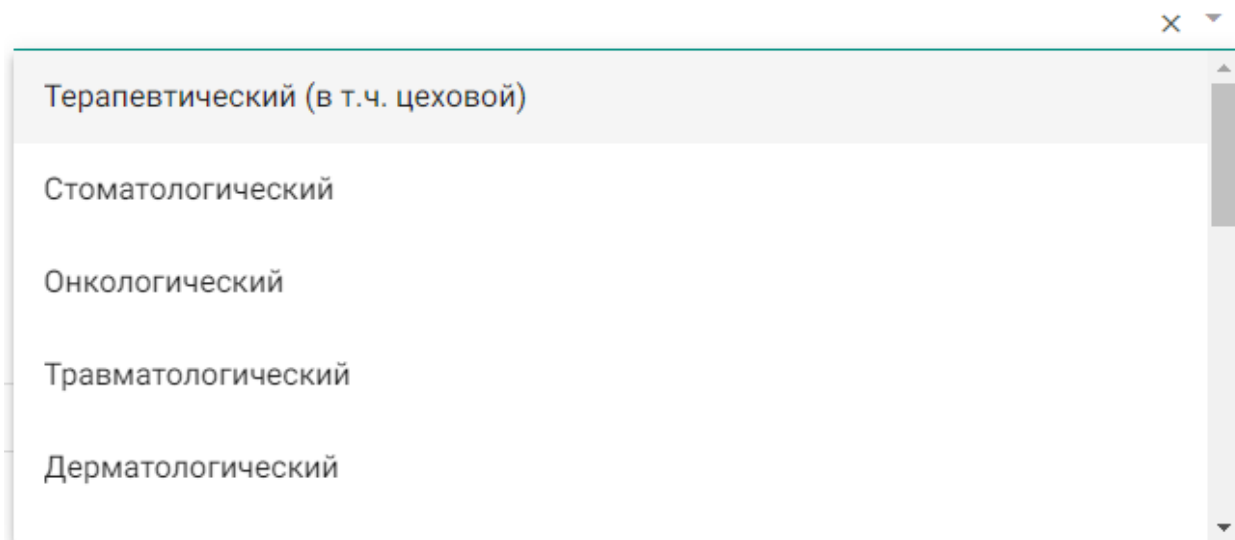 Терапевтический (в т.ч. цеховой)
Стоматологический
Онкологический
Травматологический
Дерматологический